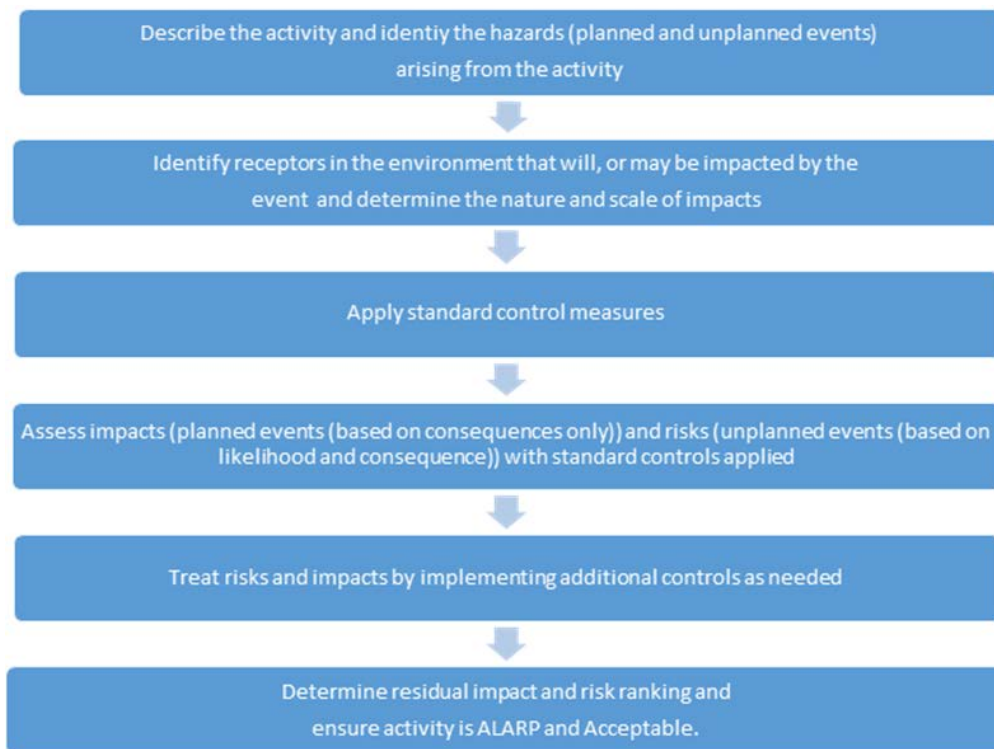 Describe the activity and identiy the hazards (planned and unplanned events)
arising from the activity
Identify receptors in the environment that will, or may be impacted by the
event and determine the nature and scale of impacts
Apply standard control measures
Assess impacts (planned events (based on consequences only)) and risks (unplanned events (based on
likelihood and consequence)) with standard controls applied
Treat risks and impacts by implementing additional controls as needed
Determine residual impact and risk ranking and
ensure activity is ALARP and Acceptable.